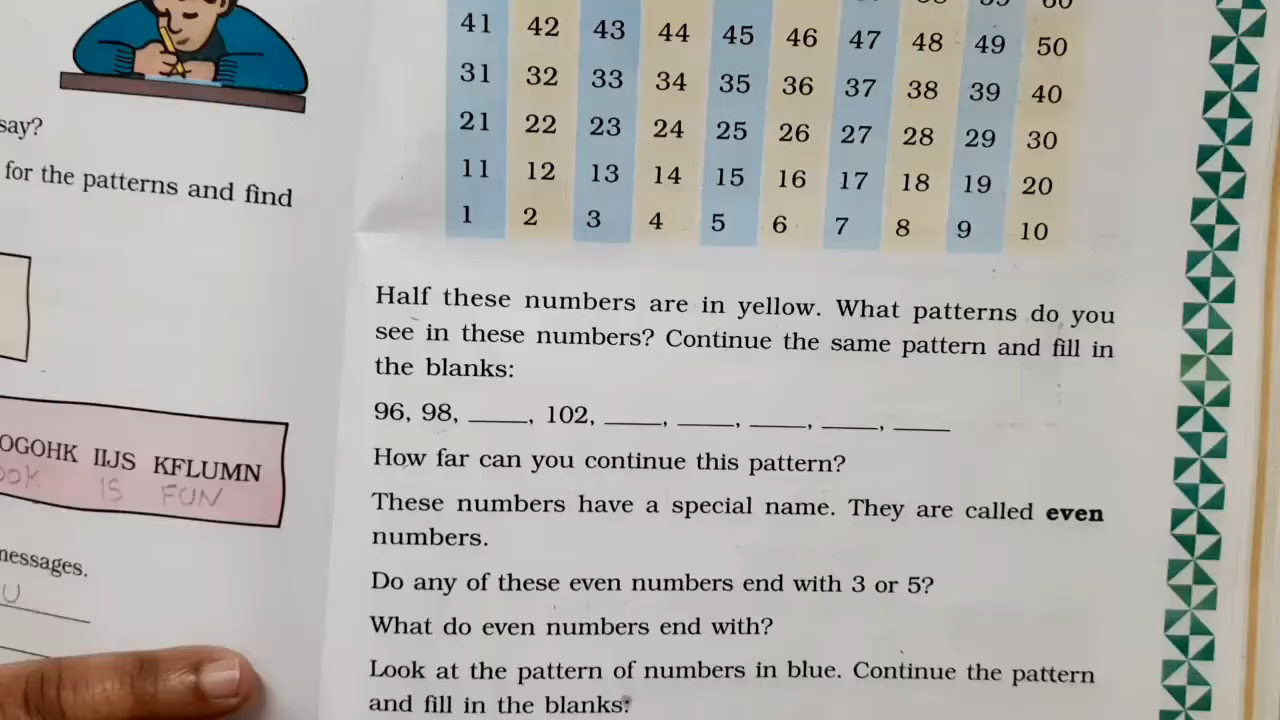 say?
for the patterns and find
OGOHK IIJS KFLUMN
OOK IS FUN
messages.
U
60
41 42 43 44 45 46 47 48 49 50
31 32 33 34 35 36 37 38 39 40
21 22 23 24 25 26 27 28 29 30
11 12 13 14 15 16 17 18 19 20
1 2 3 4 5 6 7 8 9 10
Half these numbers are in yellow. What patterns do you
see in these numbers? Continue the same pattern and fill in
the blanks:
96, 98, ____, 102, ____, ____, ____, ____, ____
How far can you continue this pattern?
These numbers have a special name. They are called even
numbers.
Do any of these even numbers end with 3 or 5?
What do even numbers end with?
Look at the pattern of numbers in blue. Continue the pattern
and fill in the blanks: